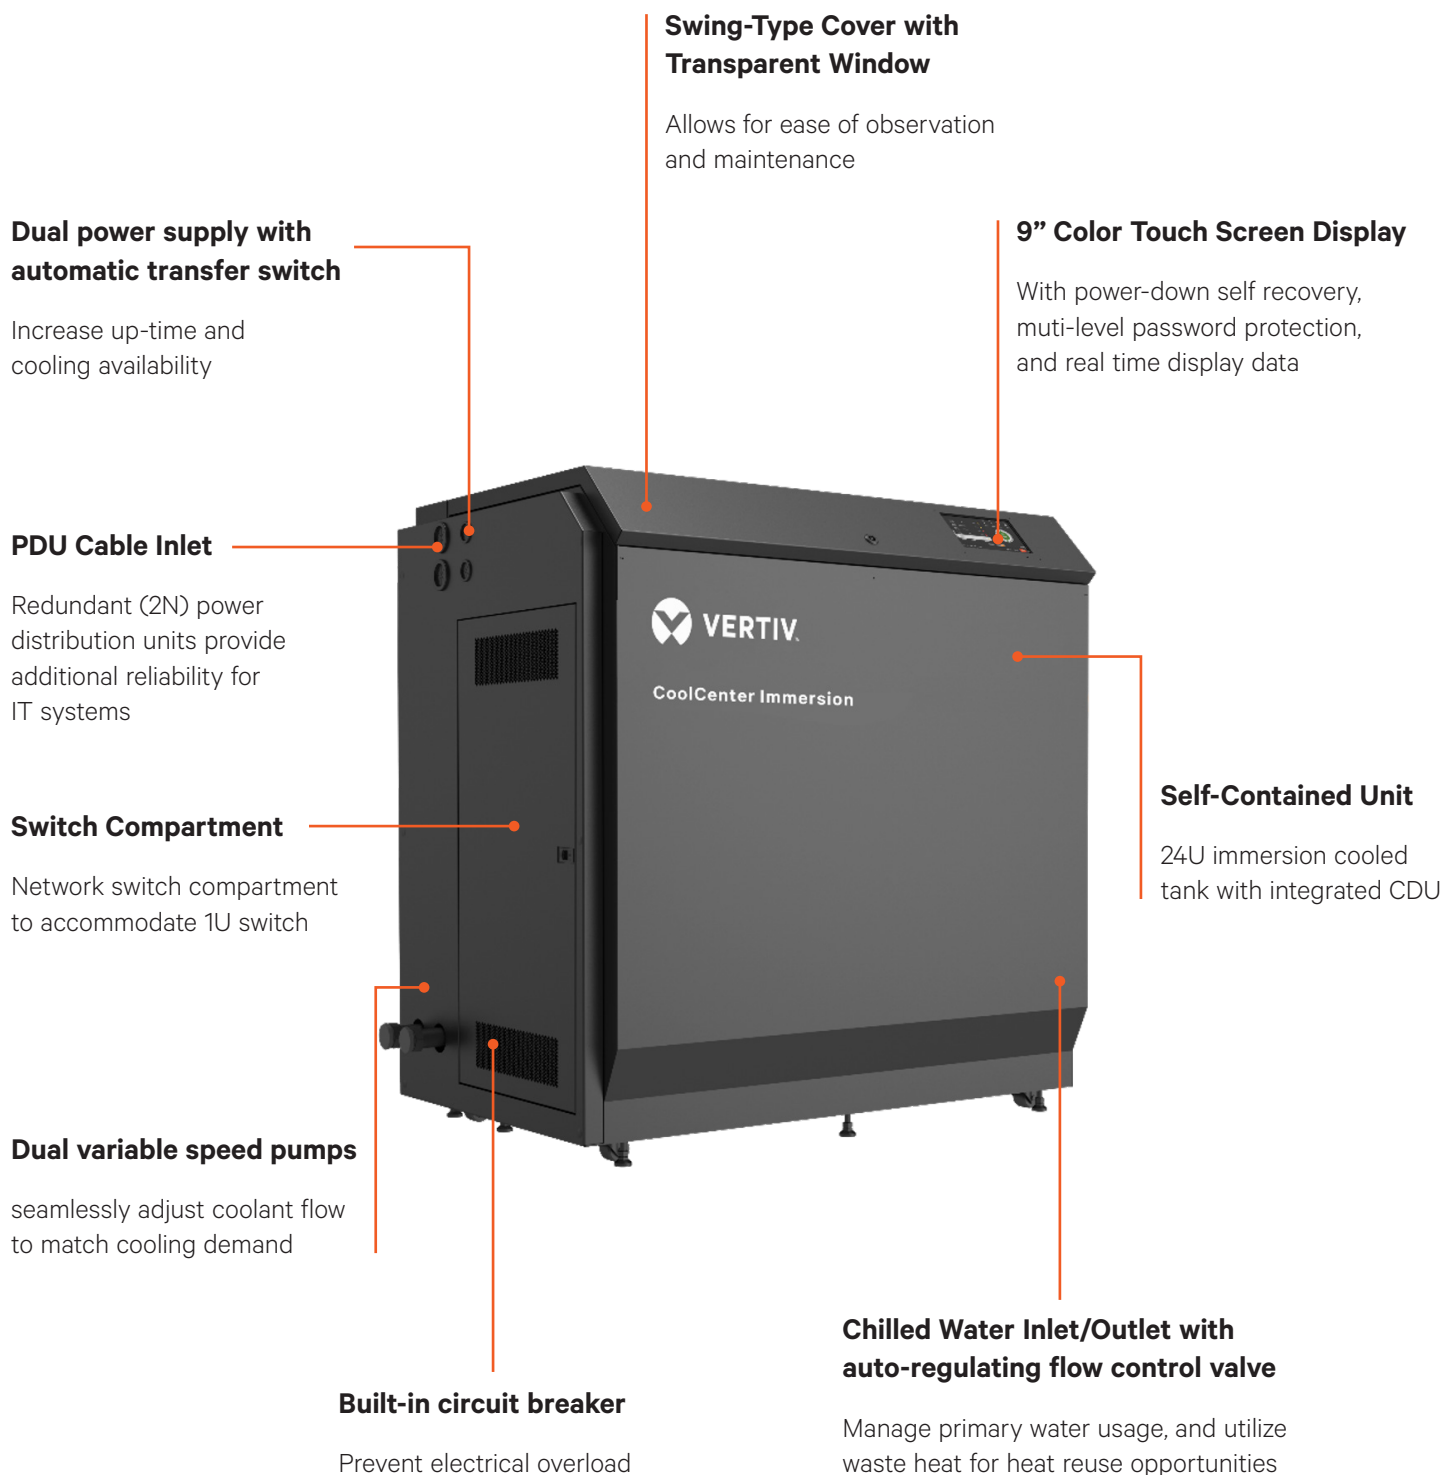 Swing-Type Cover with
Transparent Window
Allows for ease of observation
and maintenance
Dual power supply with
automatic transfer switch
Increase up-time and
cooling availability
9” Color Touch Screen Display
With power-down self recovery,
muti-level password protection,
and real time display data
PDU Cable Inlet
Redundant (2N) power
distribution units provide
additional reliability for
IT systems
VERTIV.
CoolCenter Immersion
Self-Contained Unit
24U immersion cooled
tank with integrated CDU
Switch Compartment
Network switch compartment
to accommodate 1U switch
Dual variable speed pumps
seamlessly adjust coolant flow
to match cooling demand
Chilled Water Inlet/Outlet with
auto-regulating flow control valve
Manage primary water usage, and utilize
waste heat for heat reuse opportunities
Built-in circuit breaker
Prevent electrical overload